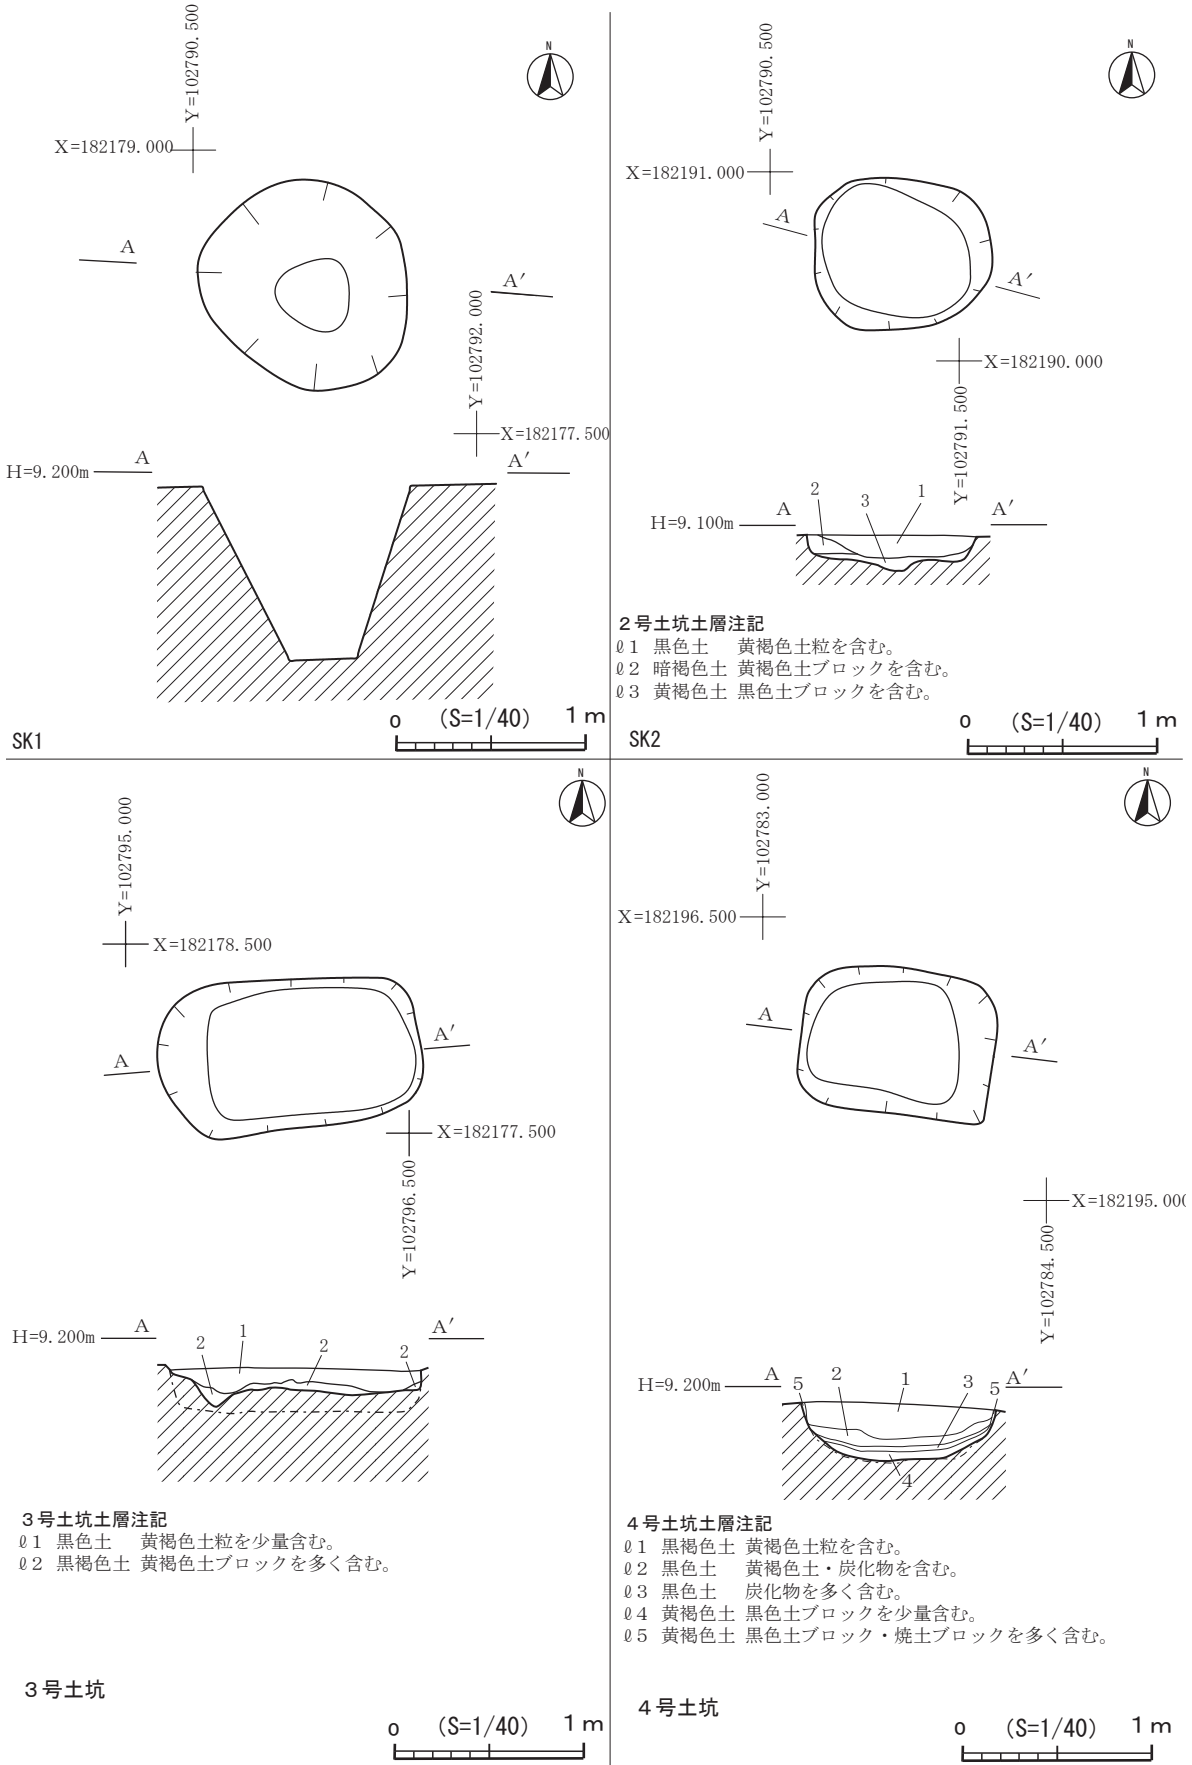 N
Y=102790.500
X=182179.000
A
A′
Y=102792.000
X=182177.500
H=9.200m
A
A′
SK1
0 (S=1/40) 1m
N
Y=102790.500
X=182191.000
A
A′
X=182190.000
Y=102791.500
H=9.100m
A
2
3
1
A′
2号土坑土層注記
ℓ1 黒色土 黄褐色土粒を含む。
ℓ2 暗褐色土 黄褐色土ブロックを含む。
ℓ3 黄褐色土 黒色土ブロックを含む。
SK2
0 (S=1/40) 1m
N
Y=102795.000
X=182178.500
A
A′
X=182177.500
Y=102796.500
H=9.200m
A
2
1
2
2
A′
3号土坑土層注記
ℓ1 黒色土 黄褐色土粒を少量含む。
ℓ2 黒褐色土 黄褐色土ブロックを多く含む。
3号土坑
0 (S=1/40) 1m
N
Y=102783.000
X=182196.500
A
A′
X=182195.000
Y=102784.500
H=9.200m
A
5
2
1
3
5
A′
4
4号土坑土層注記
ℓ1 黒褐色土 黄褐色土粒を含む。
ℓ2 黒色土 黄褐色土・炭化物を含む。
ℓ3 黒色土 炭化物を多く含む。
ℓ4 黄褐色土 黒色土ブロックを少量含む。
ℓ5 黄褐色土 黒色土ブロック・焼土ブロックを多く含む。
4号土坑
0 (S=1/40) 1m